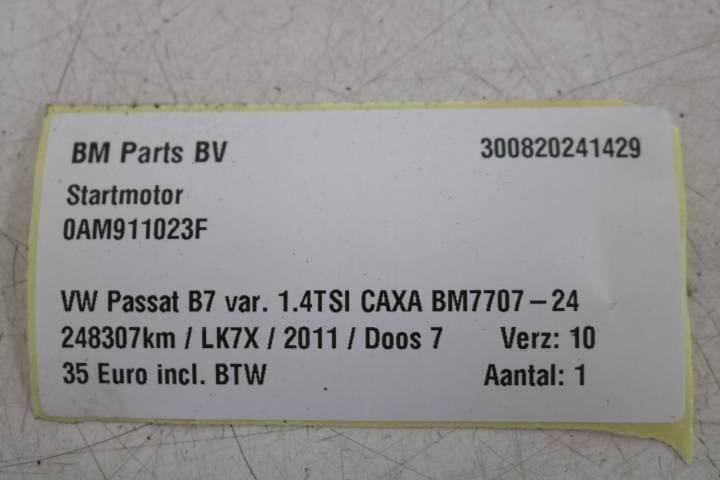 BM Parts BV 300820241429
Startmotor
0AM911023F
VW Passat B7 var. 1.4TSI CAXA BM7707-24
248307km / LK7X / 2011 / Doos 7 Verz: 10
35 Euro incl. BTW Aantal: 1